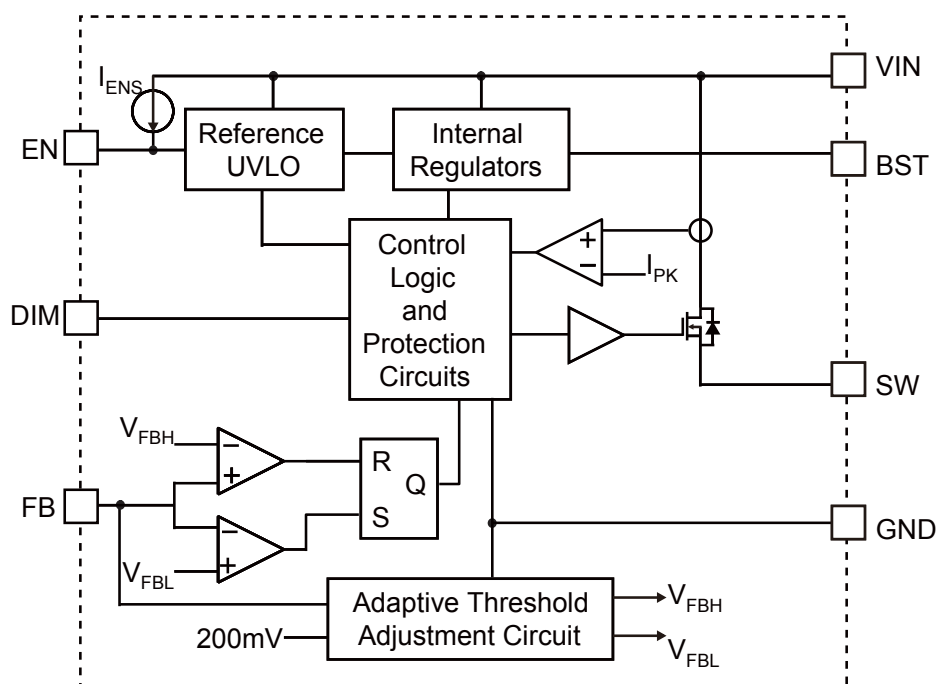 VIN
I_ENS
EN
Reference
UVLO
Internal
Regulators
BST
Control
Logic
and
Protection
Circuits
+
−
I_PK
DIM
SW
V_FBH
−
+
R
Q
S
FB
−
+
V_FBL
GND
Adaptive Threshold
Adjustment Circuit
200mV
V_FBH
V_FBL